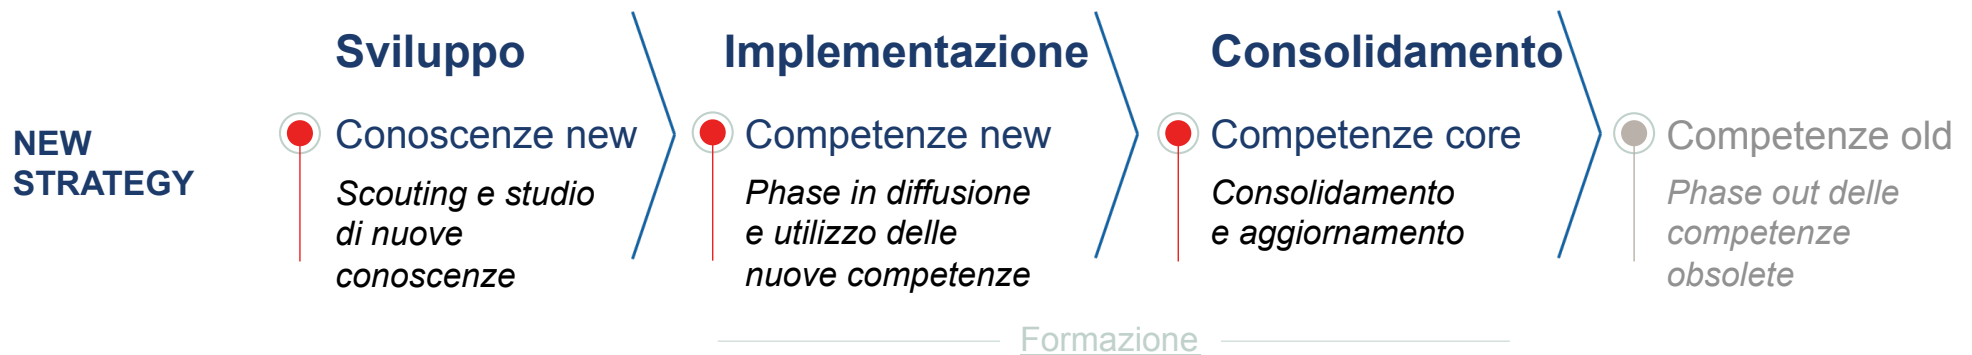 NEW
STRATEGY
Sviluppo
Conoscenze new
Scouting e studio
di nuove
conoscenze
Implementazione
Competenze new
Phase in diffusione
e utilizzo delle
nuove competenze
Consolidamento
Competenze core
Consolidamento
e aggiornamento
Competenze old
Phase out delle
competenze
obsolete
Formazione